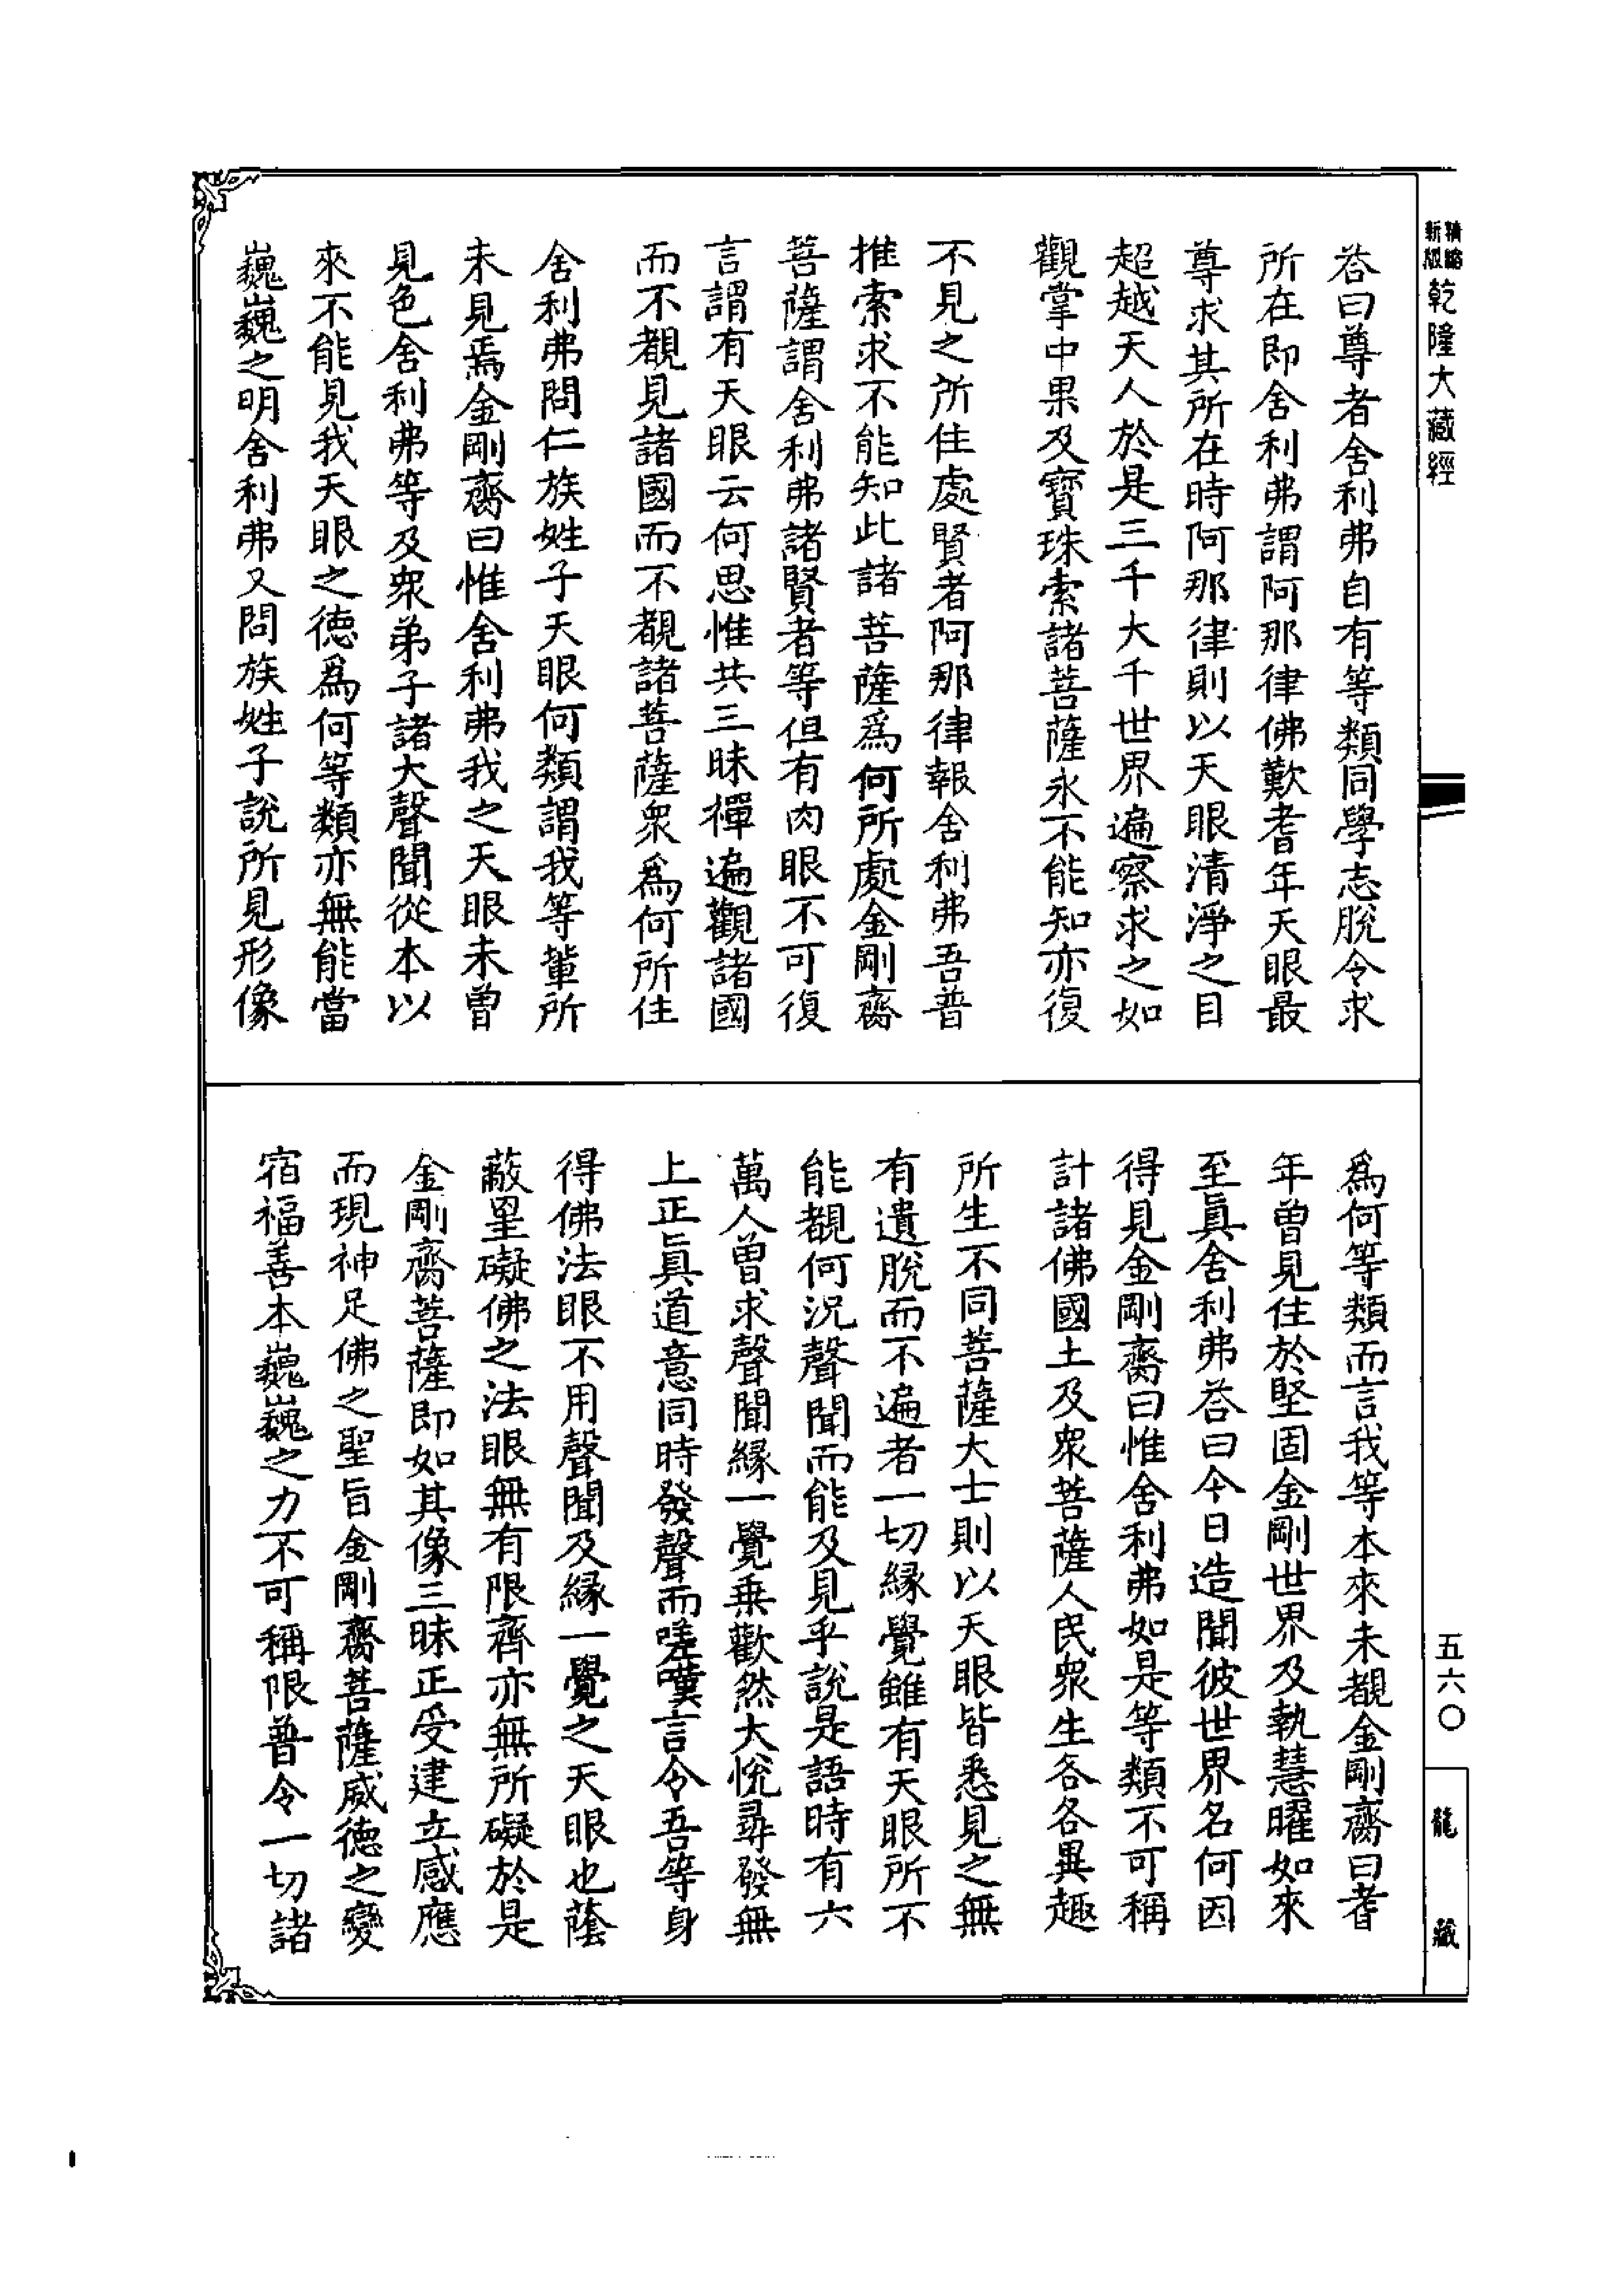 精縮
新版
乾隆大藏經
荅曰尊者舍利弗自有等類同學志脫令求
所在即舍利弗謂阿那律佛歎耆年天眼最
尊求其所在時阿那律則以天眼清淨之目
超越天人於是三千大千世界遍察求之如
觀掌中果及寶珠索諸菩薩永不能知亦復
不見之所住處賢者阿那律報舍利弗吾普
推索求不能知此諸菩薩爲何所處金剛齎
菩薩謂舍利弗諸賢者等但有肉眼不可復
言謂有天眼云何思惟共三昧禪遍觀諸國
而不覩見諸國而不覩諸菩薩衆爲何所住
舍利弗問仁族姓子天眼何類謂我等輩所
未見焉金剛齎曰惟舍利弗我之天眼未曾
見色舍利弗等及衆弟子諸大聲聞從本以
來不能見我天眼之德爲何等類亦無能當
巍巍之明舍利弗又問族姓子說所見形像
爲何等類而言我等本來未覩金剛齎曰耆
年曾見住於堅固金剛世界及執慧曜如來
至真舍利弗荅曰今日造聞彼世界名何因
得見金剛齎曰惟舍利弗如是等類不可稱
計諸佛國土及衆菩薩人民衆生各各異趣
所生不同菩薩大士則以天眼皆悉見之無
有遺脫而不遍者一切緣覺雖有天眼所不
能覩何況聲聞而能及見乎說是語時有六
萬人曾求聲聞緣一覺乗歡然大悅尋發無
上正真道意同時發聲而嗟嘆言令吾等身
得佛法眼不用聲聞及緣一覺之天眼也蔭
蔽罣礙佛之法眼無有限齊亦無所礙於是
金剛齎菩薩即如其像三昧正受建立感應
而現神足佛之聖旨金剛齎菩薩威德之變
宿福善本巍巍之力不可稱限普令一切諸
五六〇
龍藏